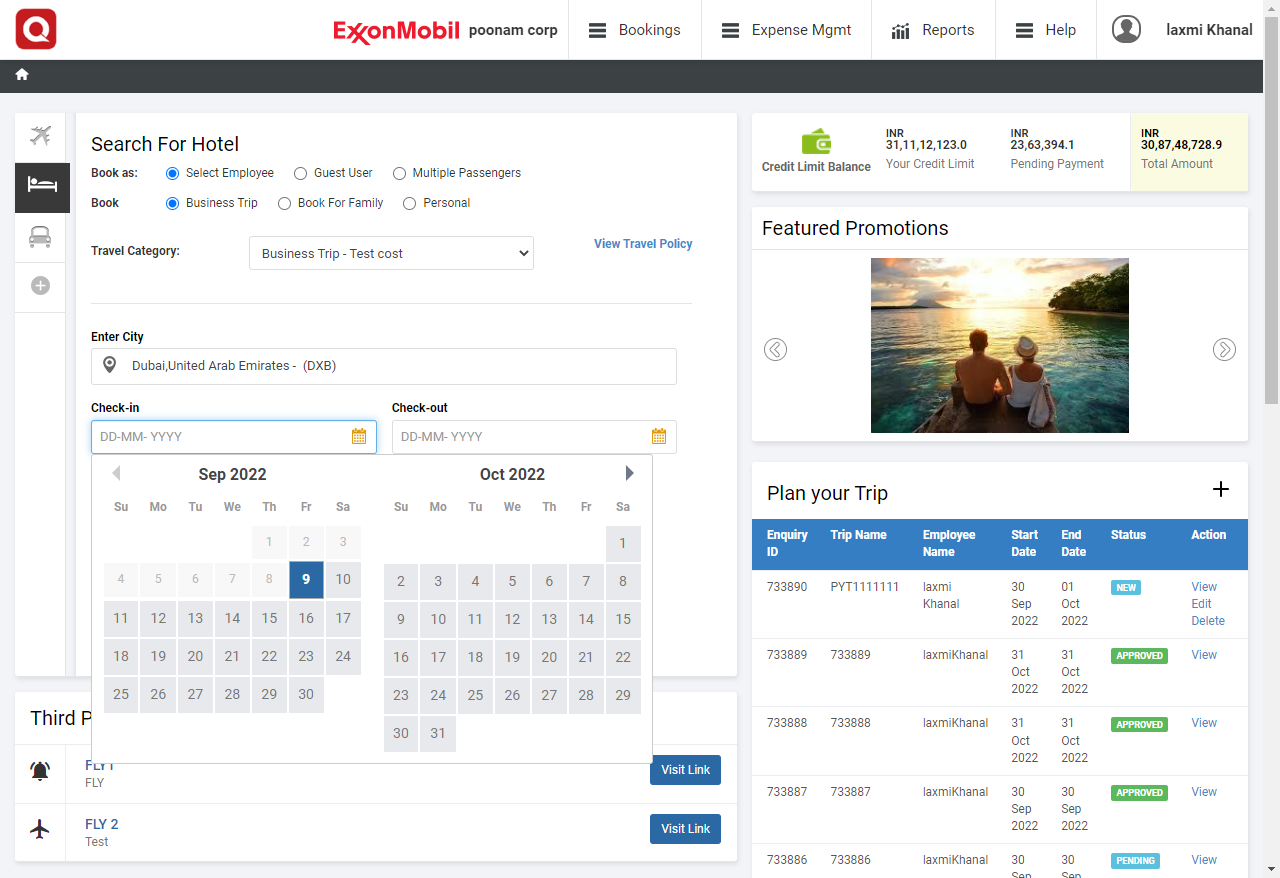 Q
ExxonMobil poonam corp Bookings Expense Mgmt Reports Help laxmi Khanal
Search For Hotel
Book as: Select Employee Guest User Multiple Passengers
Book Business Trip Book For Family Personal
Travel Category: Business Trip - Test cost View Travel Policy
Enter City
Dubai,United Arab Emirates - (DXB)
Check-in Check-out
DD-MM- YYYY DD-MM- YYYY
Sep 2022
Su Mo Tu We Th Fr Sa
1 2 3
4 5 6 7 8 9 10
11 12 13 14 15 16 17
18 19 20 21 22 23 24
25 26 27 28 29 30
Oct 2022
Su Mo Tu We Th Fr Sa
1
2 3 4 5 6 7 8
9 10 11 12 13 14 15
16 17 18 19 20 21 22
23 24 25 26 27 28 29
30 31
Third P
FLY1
FLY
Visit Link
FLY 2
Test
Visit Link
Credit Limit Balance
INR
31,11,12,123.0
Your Credit Limit
INR
23,63,394.1
Pending Payment
INR
30,87,48,728.9
Total Amount
Featured Promotions
Plan your Trip
Enquiry ID Trip Name Employee Name Start Date End Date Status Action
733890 PYT1111111 laxmi Khanal 30 Sep 2022 01 Oct 2022 NEW View Edit Delete
733889 733889 laxmiKhanal 31 Oct 2022 31 Oct 2022 APPROVED View
733888 733888 laxmiKhanal 31 Oct 2022 31 Oct 2022 APPROVED View
733887 733887 laxmiKhanal 30 Sep 2022 30 Sep 2022 APPROVED View
733886 733886 laxmiKhanal 30 Sep 30 Sep PENDING View